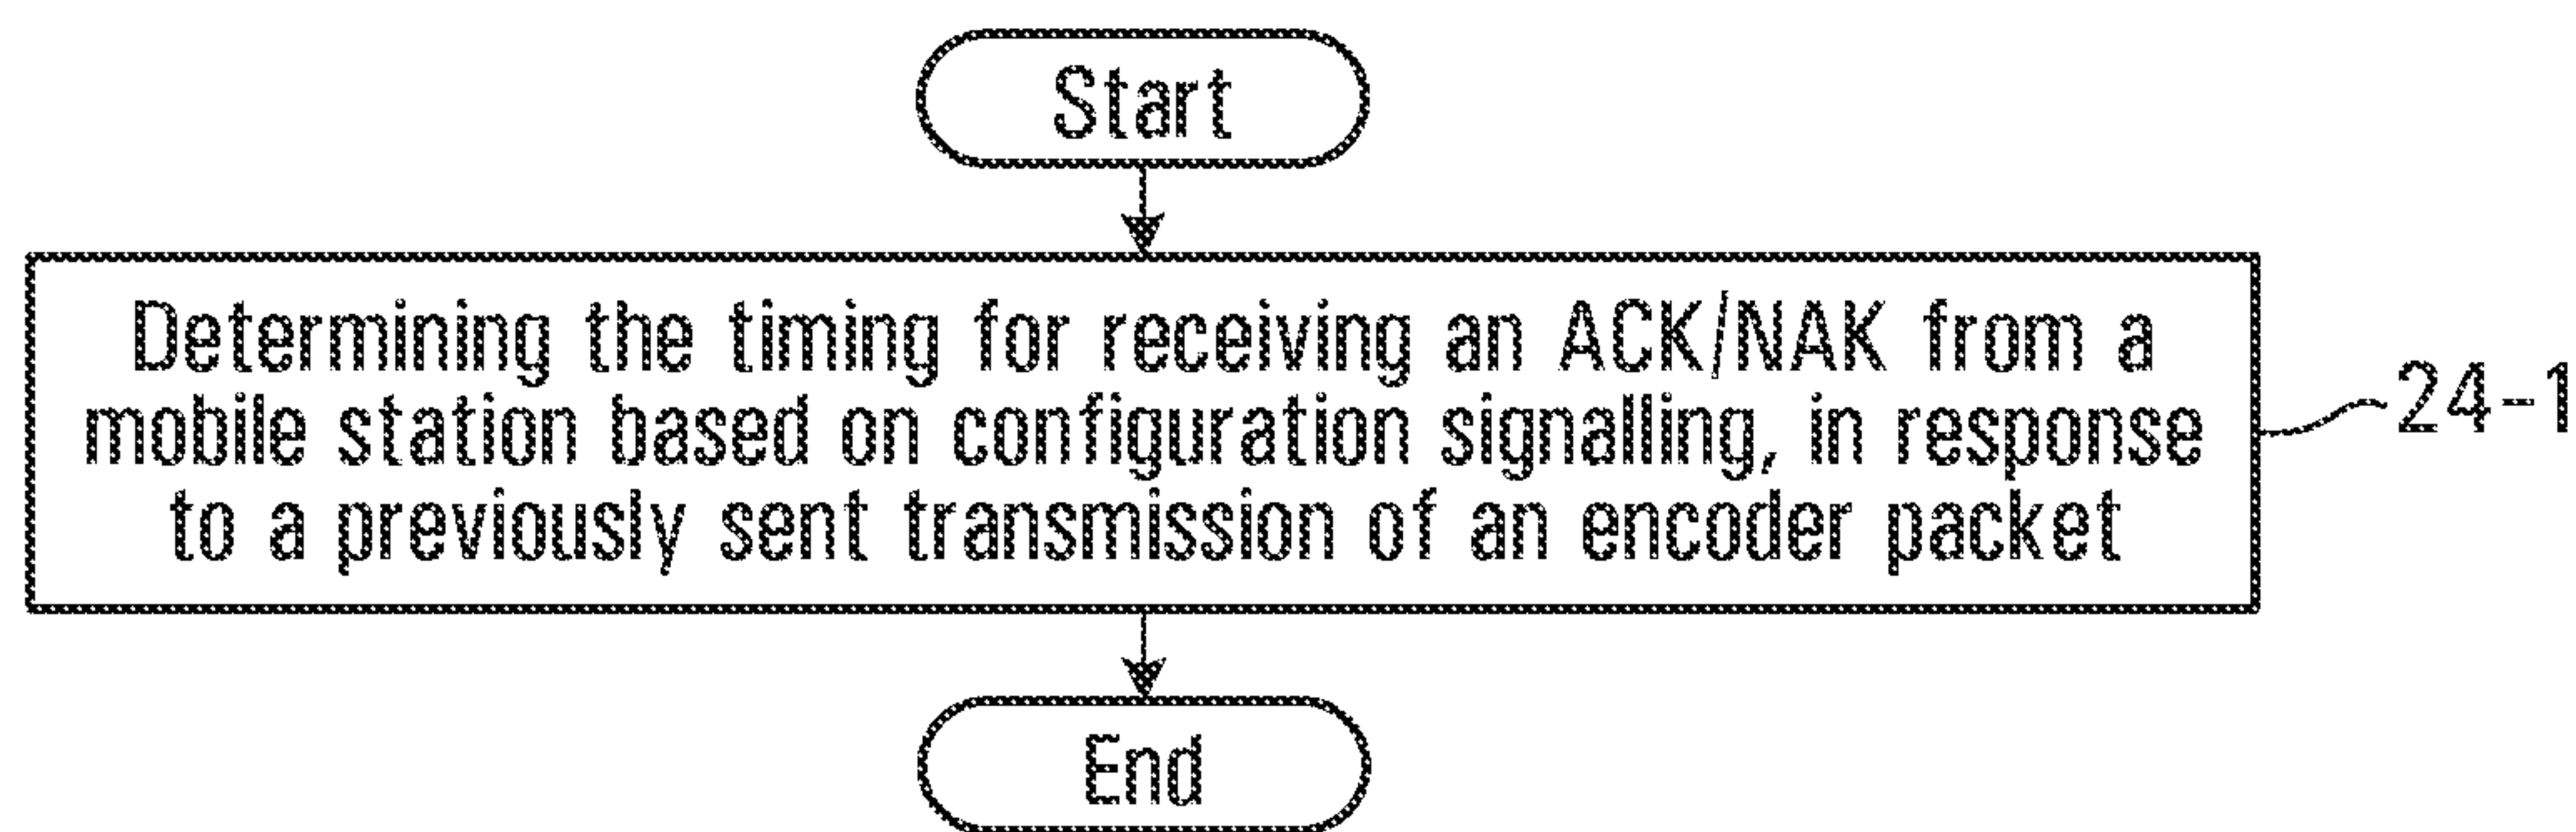 Start
Determining the timing for receiving an ACK/NAK from a
mobile station based on configuration signalling, in response
to a previously sent transmission of an encoder packet
24-1
End